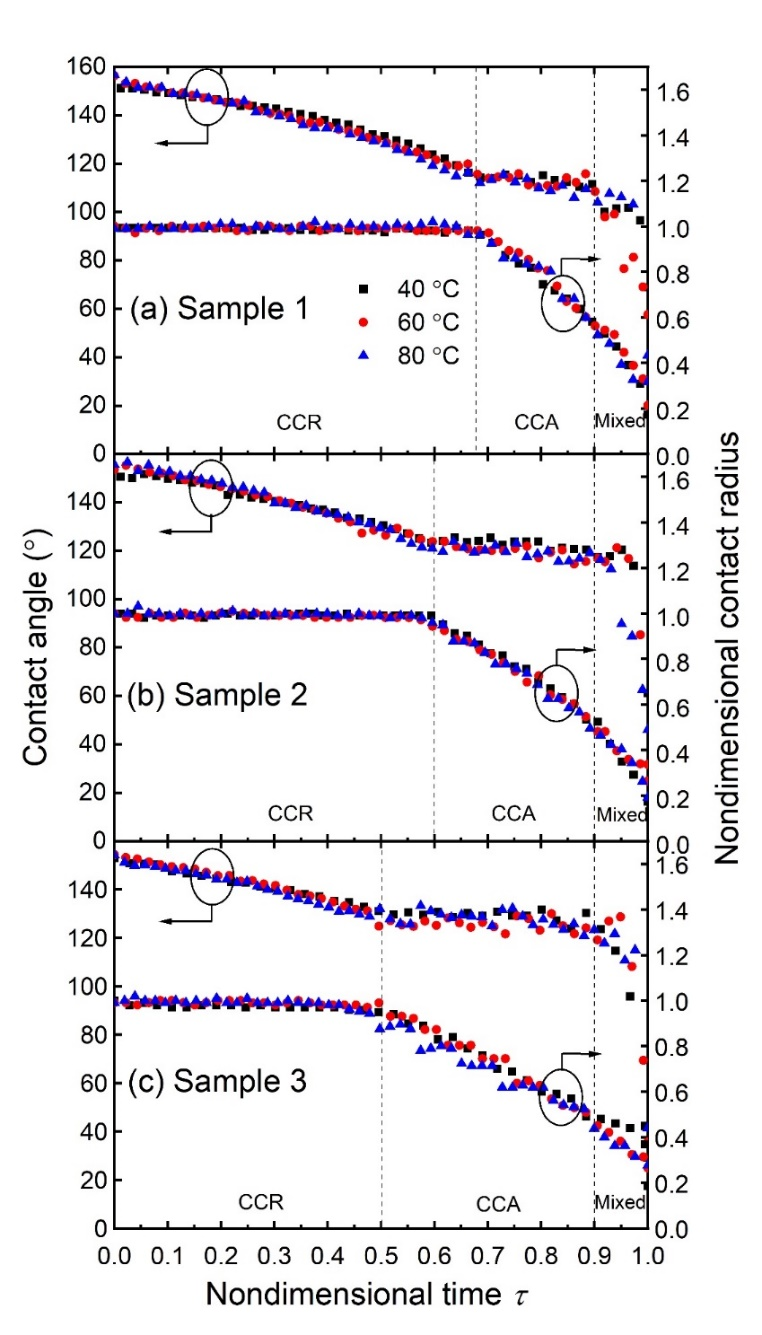 160
140
120
100
80
60
40
20
0
1.6
1.4
1.2
1.0
0.8
0.6
0.4
0.2
0.0
(a) Sample 1
40 °C
60 °C
80 °C
CCR
CCA
Mixed
140
120
100
80
60
40
20
0
1.6
1.4
1.2
1.0
0.8
0.6
0.4
0.2
0.0
(b) Sample 2
CCR
CCA
Mixed
Contact angle (°)
Nondimensional contact radius
140
120
100
80
60
40
20
0
1.6
1.4
1.2
1.0
0.8
0.6
0.4
0.2
0.0
(c) Sample 3
CCR
CCA
Mixed
0.0 0.1 0.2 0.3 0.4 0.5 0.6 0.7 0.8 0.9 1.0
Nondimensional time τ